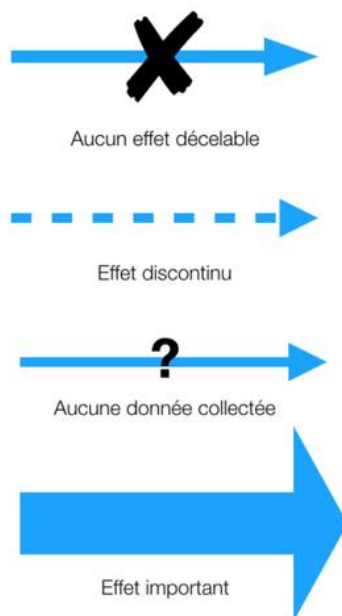 Aucun effet décelable
Effet discontinu
?
Aucune donnée collectée
Effet important